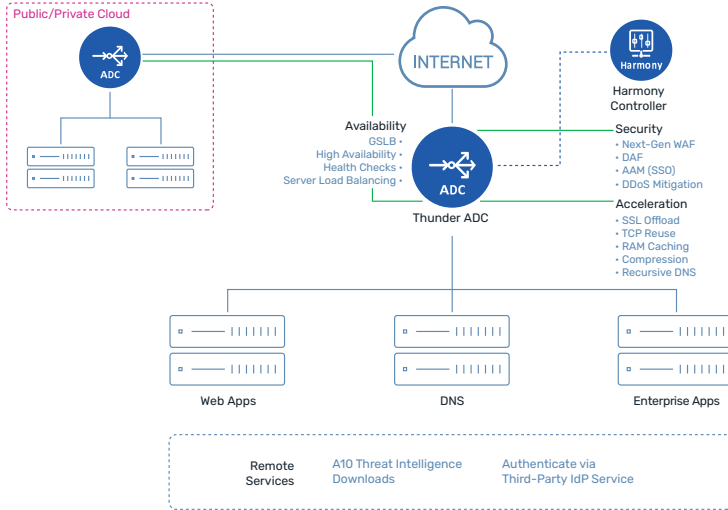 Public/Private Cloud
ADC
INTERNET
Harmony
Harmony
Controller
Availability
GSLB •
High Availability •
Health Checks •
Server Load Balancing •
ADC
Thunder ADC
Security
• Next-Gen WAF
• DAF
• AAM (SSO)
• DDoS Mitigation
Acceleration
• SSL Offload
• TCP Reuse
• RAM Caching
• Compression
• Recursive DNS
Web Apps
DNS
Enterprise Apps
Remote
Services
A10 Threat Intelligence
Downloads
Authenticate via
Third-Party IdP Service